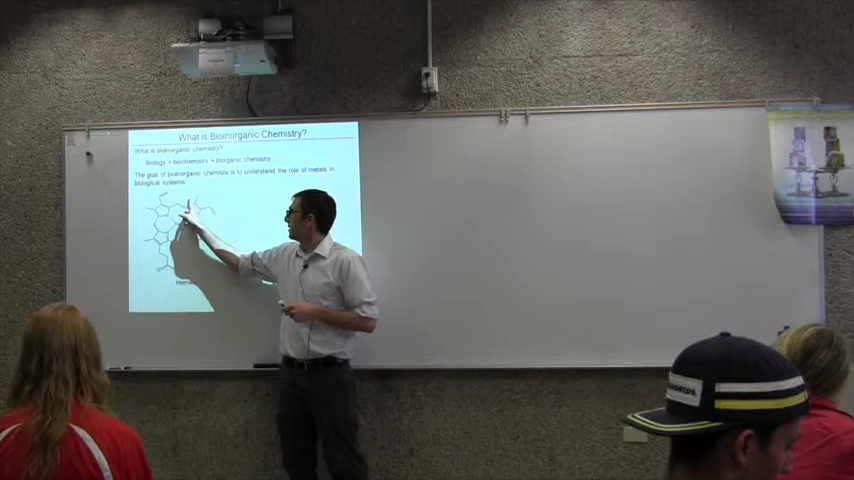 What is Bioinorganic Chemistry?
What is bioinorganic chemistry?
Biology + biochemistry + inorganic chemistry
The goal of bioinorganic chemists is to understand the role of metals in
biological systems
Hem